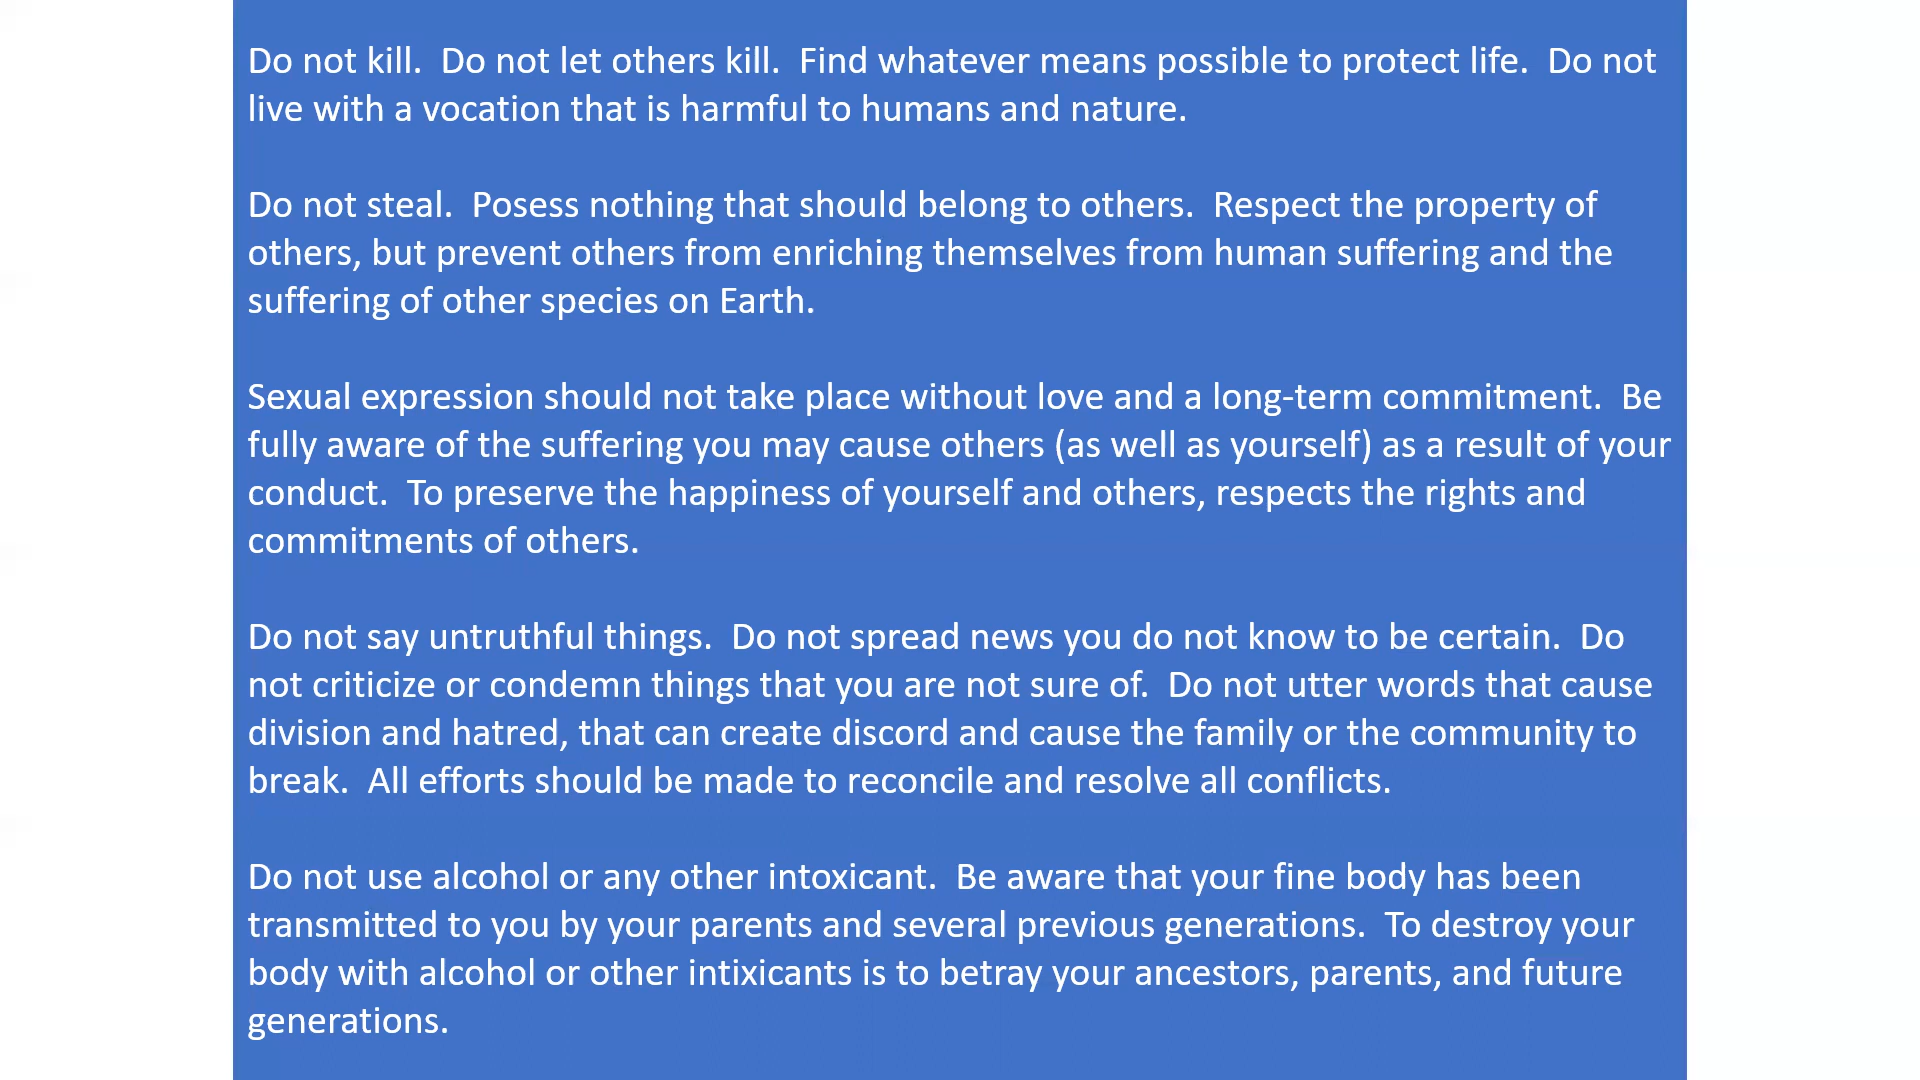 Do not kill.  Do not let others kill.  Find whatever means possible to protect life.  Do not
live with a vocation that is harmful to humans and nature.
Do not steal.  Posess nothing that should belong to others.  Respect the property of
others, but prevent others from enriching themselves from human suffering and the
suffering of other species on Earth.
Sexual expression should not take place without love and a long-term commitment.  Be
fully aware of the suffering you may cause others (as well as yourself) as a result of your
conduct.  To preserve the happiness of yourself and others, respects the rights and
commitments of others.
Do not say untruthful things.  Do not spread news you do not know to be certain.  Do
not criticize or condemn things that you are not sure of.  Do not utter words that cause
division and hatred, that can create discord and cause the family or the community to
break.  All efforts should be made to reconcile and resolve all conflicts.
Do not use alcohol or any other intoxicant.  Be aware that your fine body has been
transmitted to you by your parents and several previous generations.  To destroy your
body with alcohol or other intixicants is to betray your ancestors, parents, and future
generations.